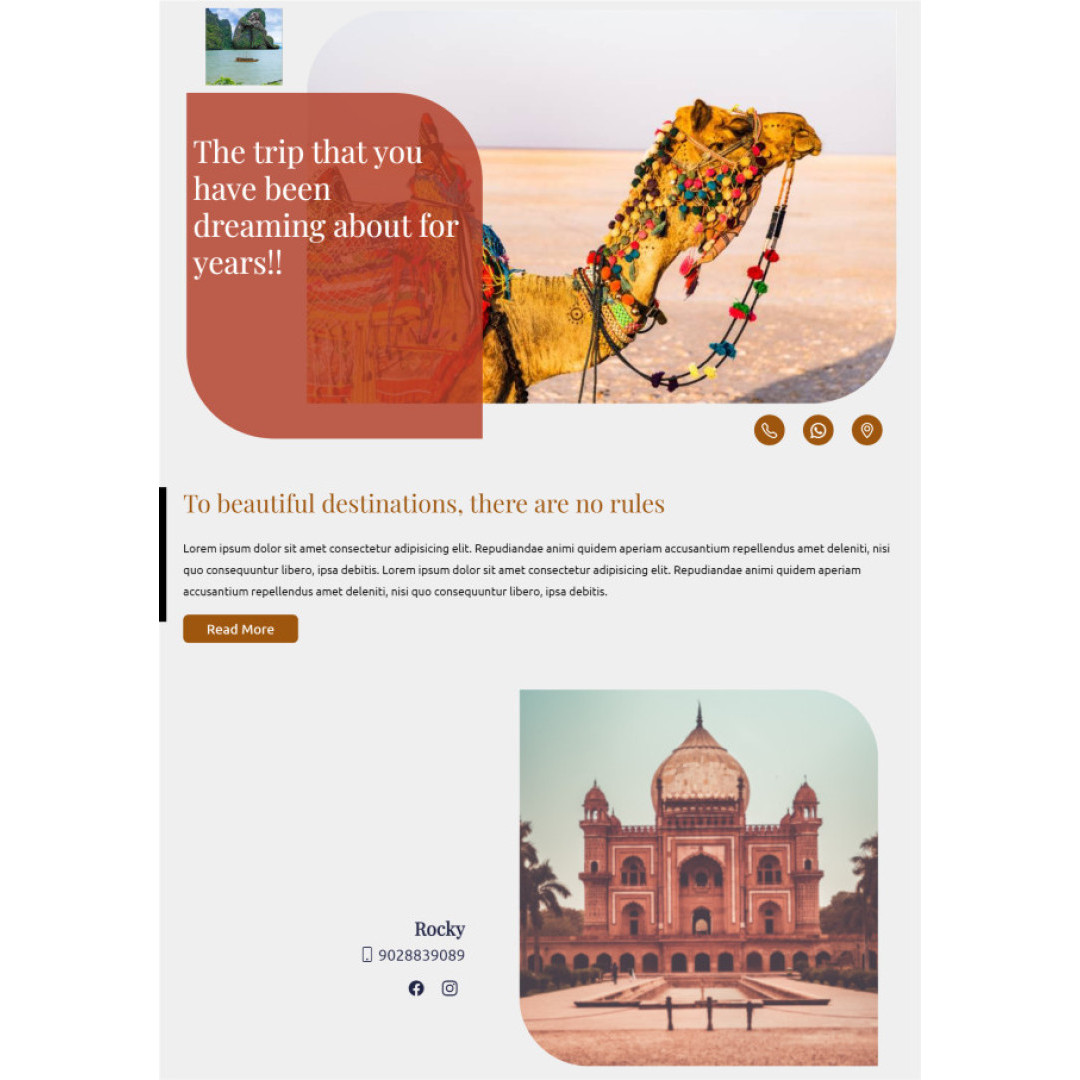 The trip that you
have been
dreaming about for
years!!
To beautiful destinations, there are no rules
Lorem ipsum dolor sit amet consectetur adipisicing elit. Repudiandae animi quidem aperiam accusantium repellendus amet deleniti, nisi
quo consequuntur libero, ipsa debitis. Lorem ipsum dolor sit amet consectetur adipisicing elit. Repudiandae animi quidem aperiam
accusantium repellendus amet deleniti, nisi quo consequuntur libero, ipsa debitis.
Read More
Rocky
9028839089